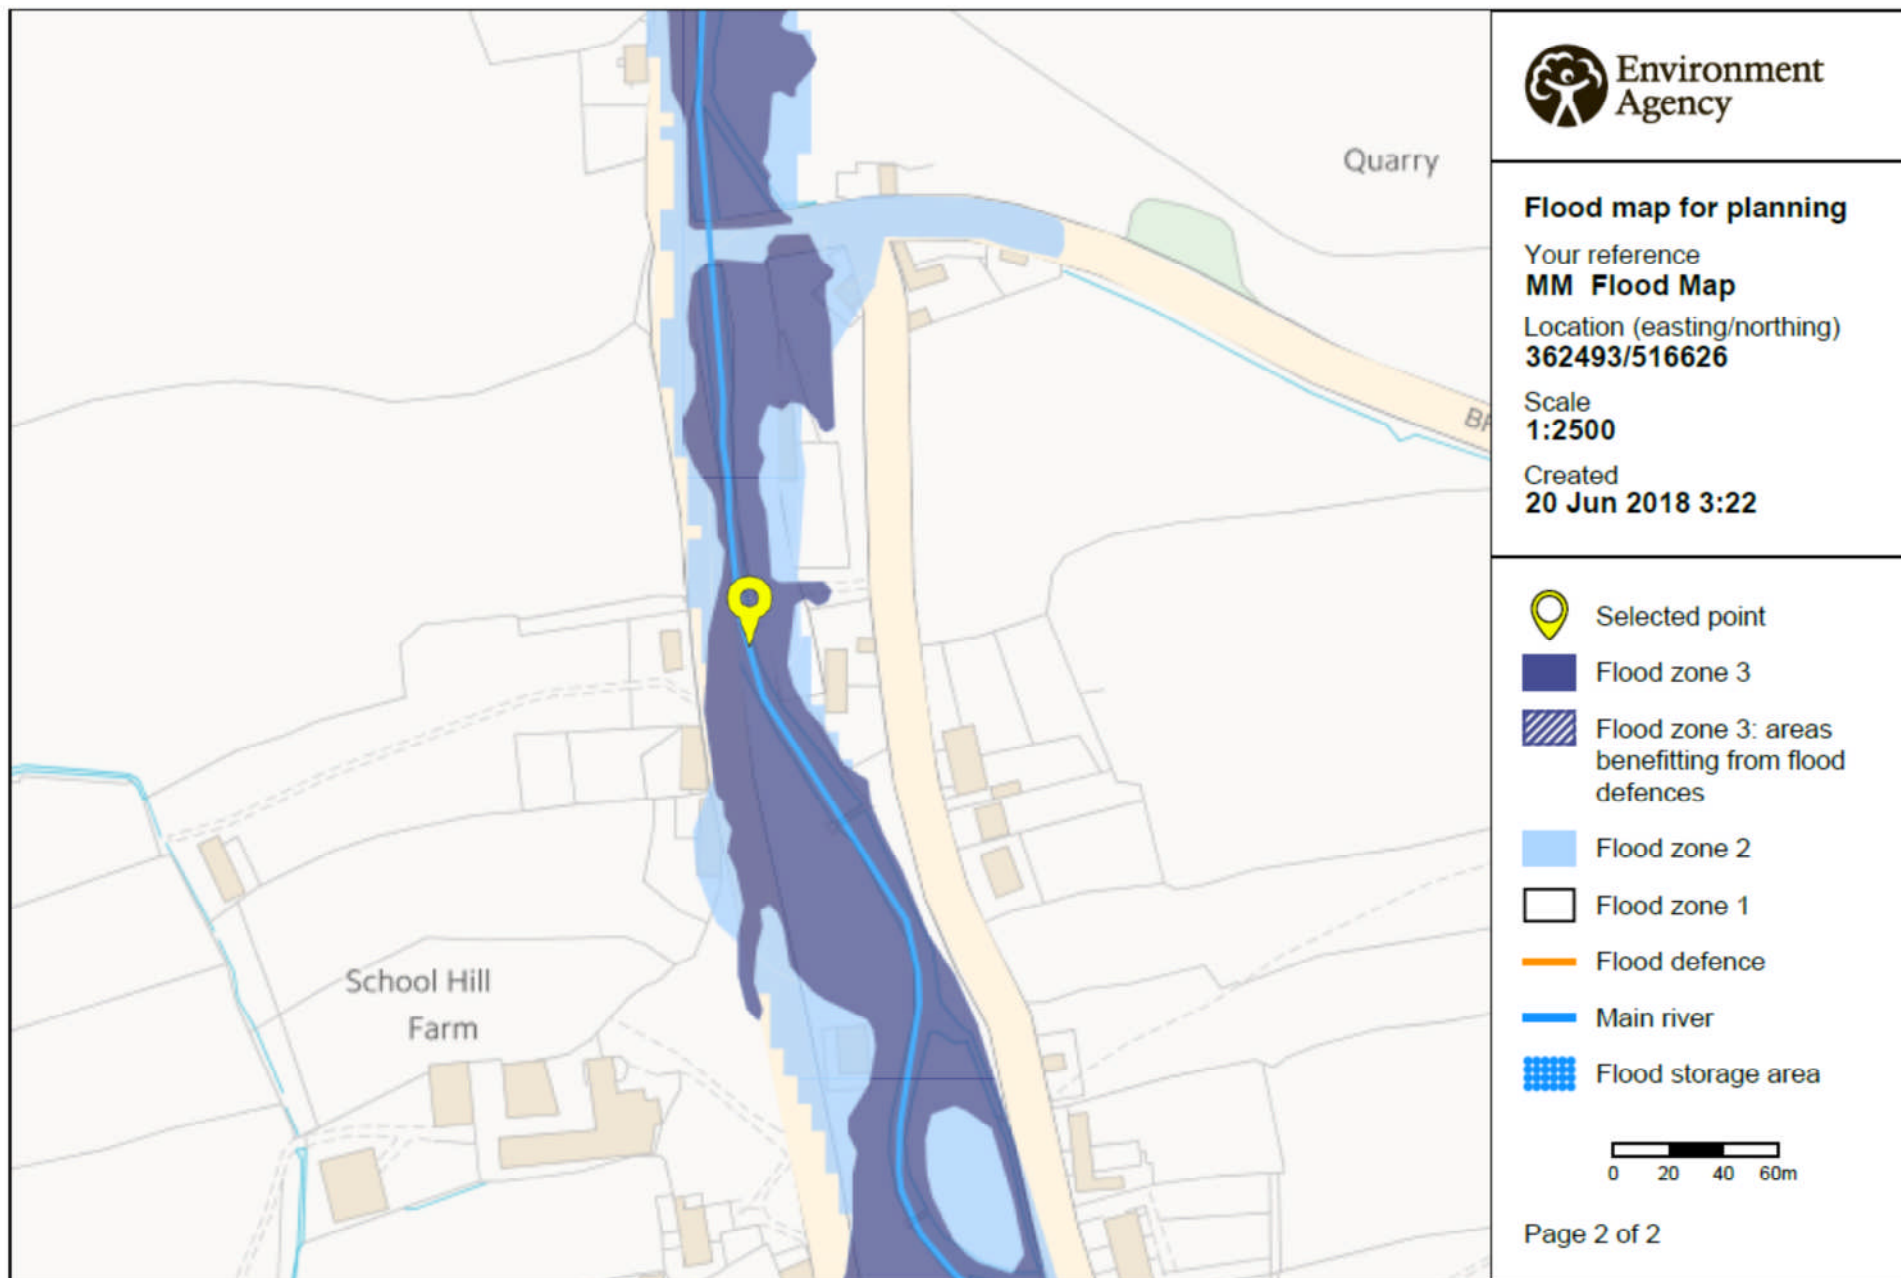 Quarry
School Hill
Farm
Environment
Agency
Flood map for planning
Your reference
MM Flood Map
Location (easting/northing)
362493/516626
Scale
1:2500
Created
20 Jun 2018 3:22
Selected point
Flood zone 3
Flood zone 3: areas
benefitting from flood
defences
Flood zone 2
Flood zone 1
Flood defence
Main river
Flood storage area
0 20 40 60m
Page 2 of 2